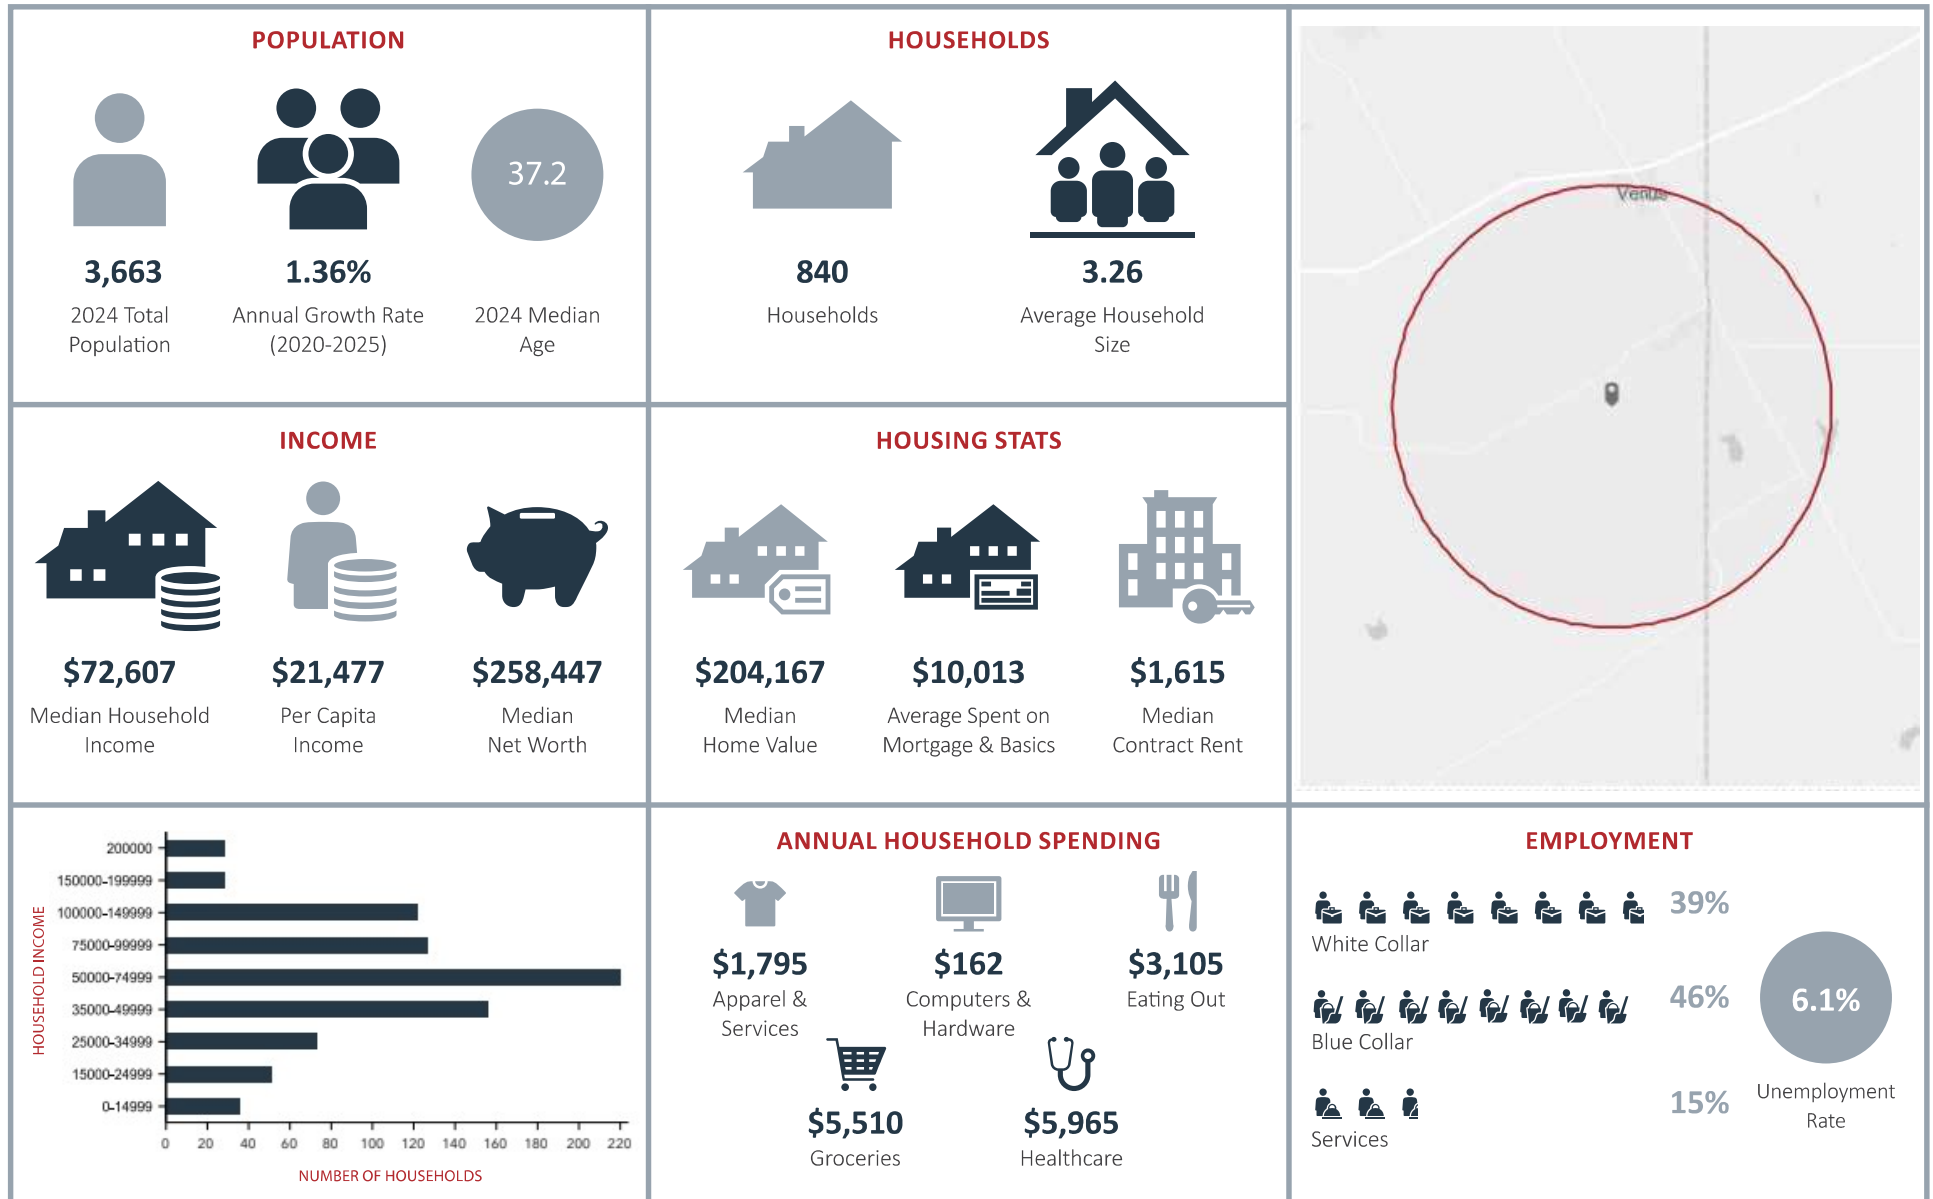 POPULATION
37.2
3,663
1.36%
2024 Total
Population
Annual Growth Rate
(2020-2025)
2024 Median
Age
HOUSEHOLDS
840
3.26
Households
Average Household
Size
Venus
INCOME
$72,607
$21,477
$258,447
Median Household
Income
Per Capita
Income
Median
Net Worth
HOUSING STATS
$204,167
$10,013
$1,615
Median
Home Value
Average Spent on
Mortgage & Basics
Median
Contract Rent
HOUSEHOLD INCOME
200000
150000-199999
100000-149999
75000-99999
50000-74999
35000-49999
25000-34999
15000-24999
0-14999
0 20 40 60 80 100 120 140 160 180 200 220
NUMBER OF HOUSEHOLDS
ANNUAL HOUSEHOLD SPENDING
$1,795
$162
$3,105
Apparel &
Services
Computers &
Hardware
Eating Out
$5,510
$5,965
Groceries
Healthcare
EMPLOYMENT
39%
White Collar
46%
Blue Collar
15%
Services
6.1%
Unemployment
Rate